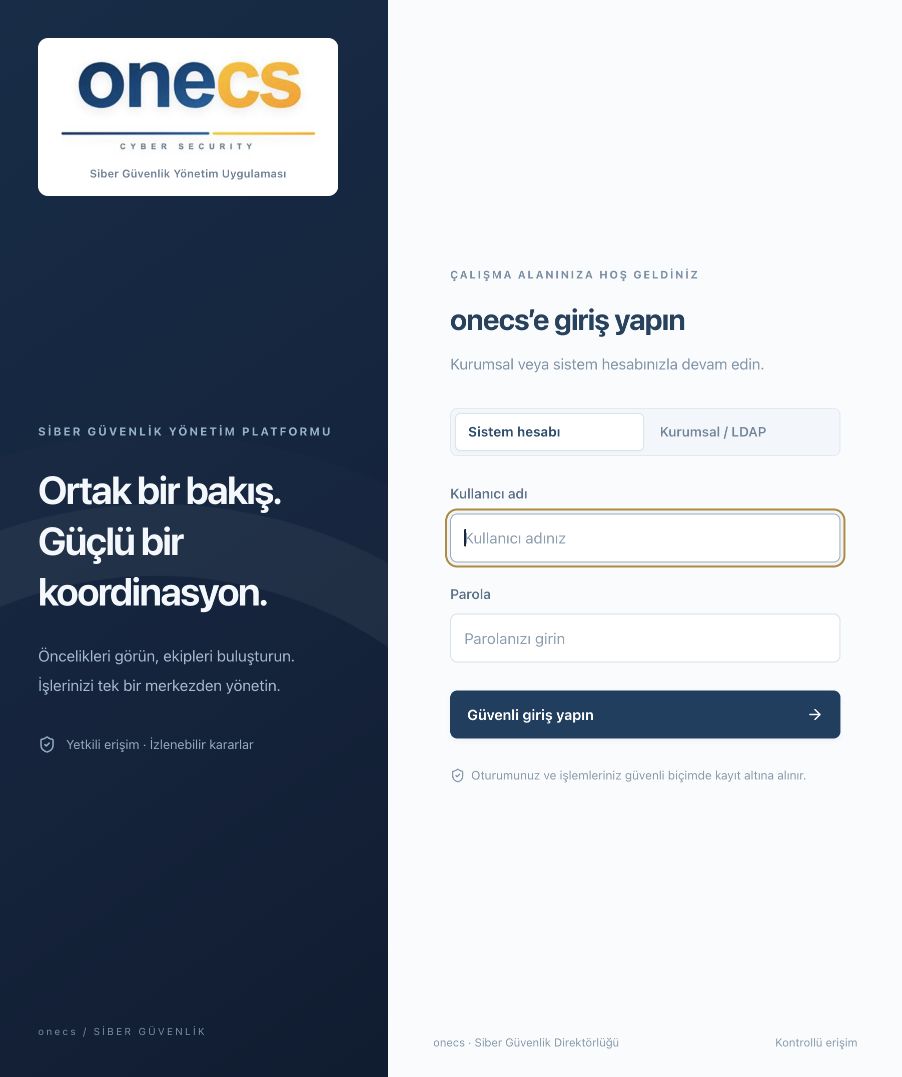 onecs
CYBER SECURITY
Siber Güvenlik Yönetim Uygulaması
SİBER GÜVENLİK YÖNETİM PLATFORMU
Ortak bir bakış.
Güçlü bir
koordinasyon.
Öncelikleri görün, ekipleri buluşturun.
İşlerinizi tek bir merkezden yönetin.
Yetkili erişim · İzlenebilir kararlar
onecs / SİBER GÜVENLİK
ÇALIŞMA ALANINIZA HOŞ GELDİNİZ
onecs’e giriş yapın
Kurumsal veya sistem hesabınızla devam edin.
Sistem hesabı Kurumsal / LDAP
Kullanıcı adı
Kullanıcı adınız
Parola
Parolanızı girin
Güvenli giriş yapın →
Oturumunuz ve işlemleriniz güvenli biçimde kayıt altına alınır.
onecs · Siber Güvenlik Direktörlüğü Kontrollü erişim